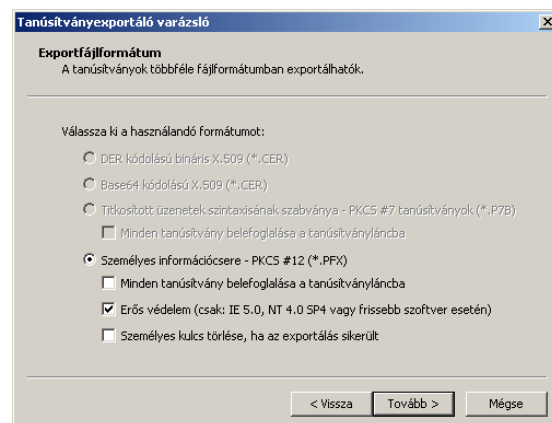 Tanúsítványexportáló varázsló
Exportfájlformátum
A tanúsítványok többféle fájlformátumban exportálhatók.
Válassza ki a használandó formátumot:
DER kódolású bináris X.509 (*.CER)
Base64 kódolású X.509 (*.CER)
Titkosított üzenetek szintaxisának szabványa - PKCS #7 tanúsítványok (*.P7B)
Minden tanúsítvány belefoglalása a tanúsítványláncba
Személyes információcsere - PKCS #12 (*.PFX)
Minden tanúsítvány belefoglalása a tanúsítványláncba
Erős védelem (csak: IE 5.0, NT 4.0 SP4 vagy frissebb szoftver esetén)
Személyes kulcs törlése, ha az exportálás sikerült
< Vissza
Tovább >
Mégse